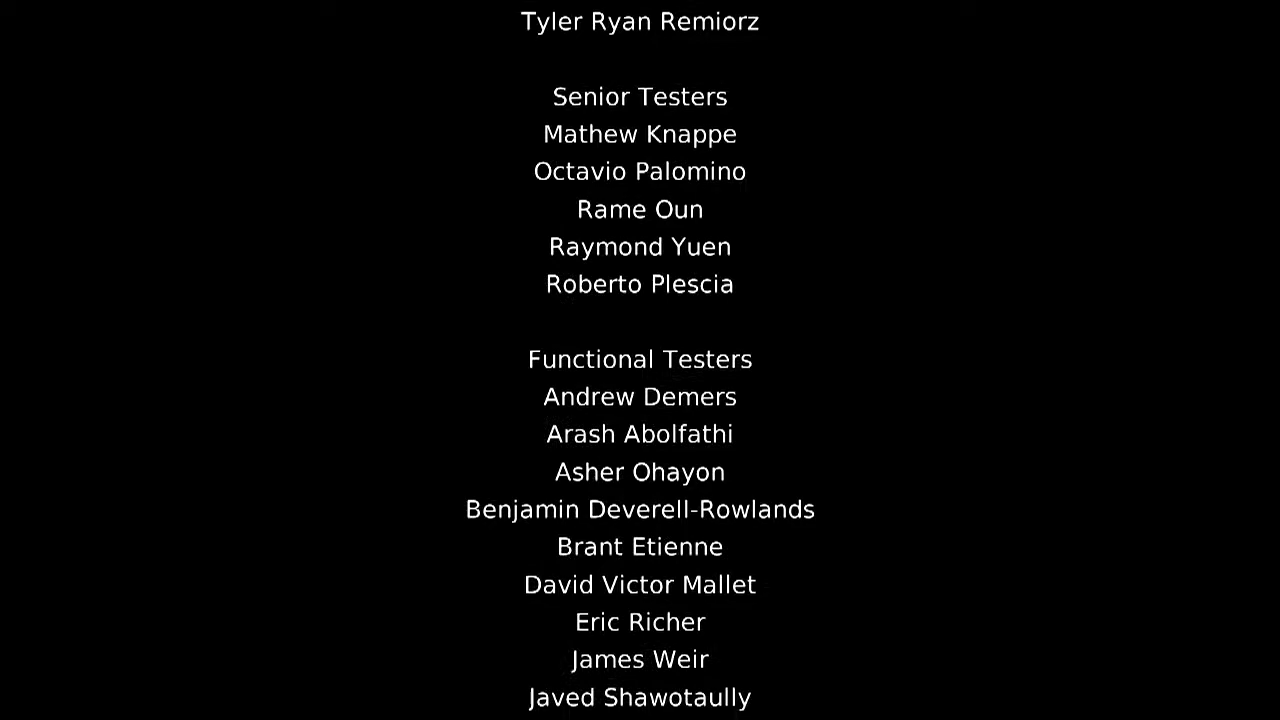 Tyler Ryan Remiorz
Senior Testers
Mathew Knappe
Octavio Palomino
Rame Oun
Raymond Yuen
Roberto Plescia
Functional Testers
Andrew Demers
Arash Abolfathi
Asher Ohayon
Benjamin Deverell-Rowlands
Brant Etienne
David Victor Mallet
Eric Richer
James Weir
Javed Shawotaully